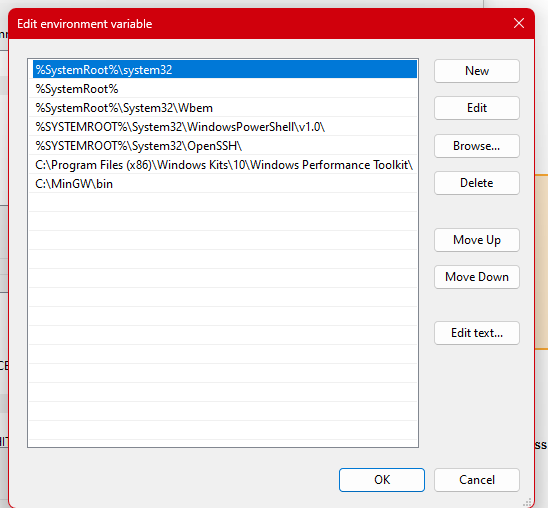 Edit environment variable
%SystemRoot%\system32
%SystemRoot%
%SystemRoot%\System32\Wbem
%SYSTEMROOT%\System32\WindowsPowerShell\v1.0\
%SYSTEMROOT%\System32\OpenSSH\
C:\Program Files (x86)\Windows Kits\10\Windows Performance Toolkit\
C:\MinGW\bin
New
Edit
Browse...
Delete
Move Up
Move Down
Edit text...
OK
Cancel
ss